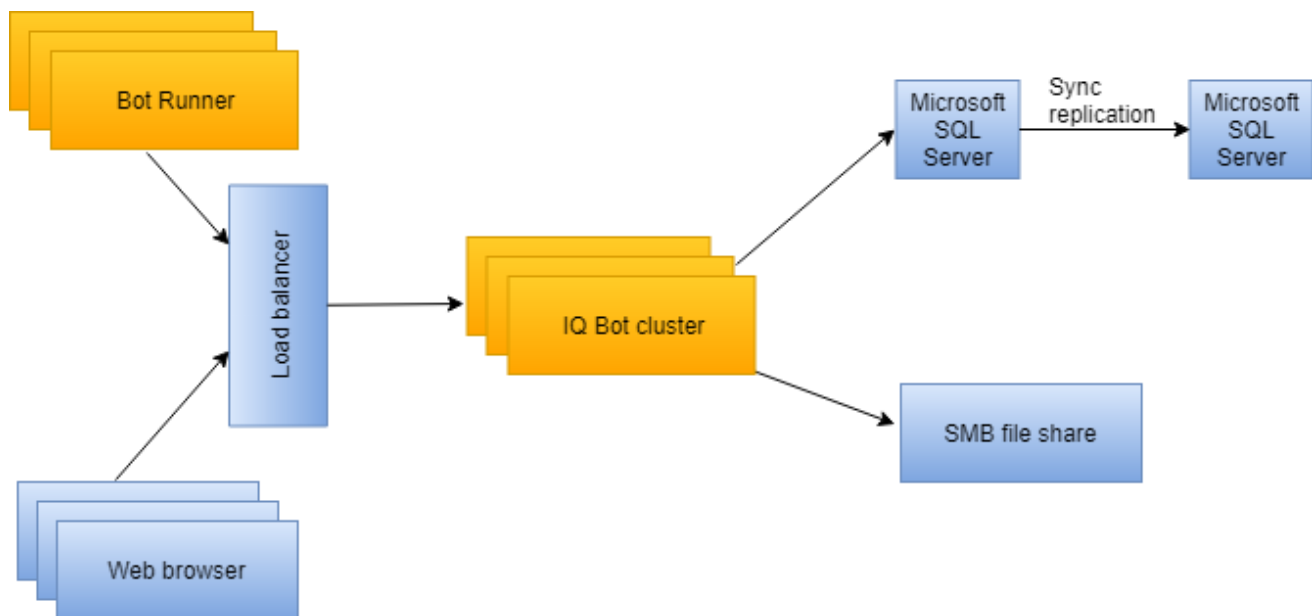 Bot Runner
Microsoft
SQL
Server
Sync
replication
Microsoft
SQL
Server
Load balancer
IQ Bot cluster
SMB file share
Web browser